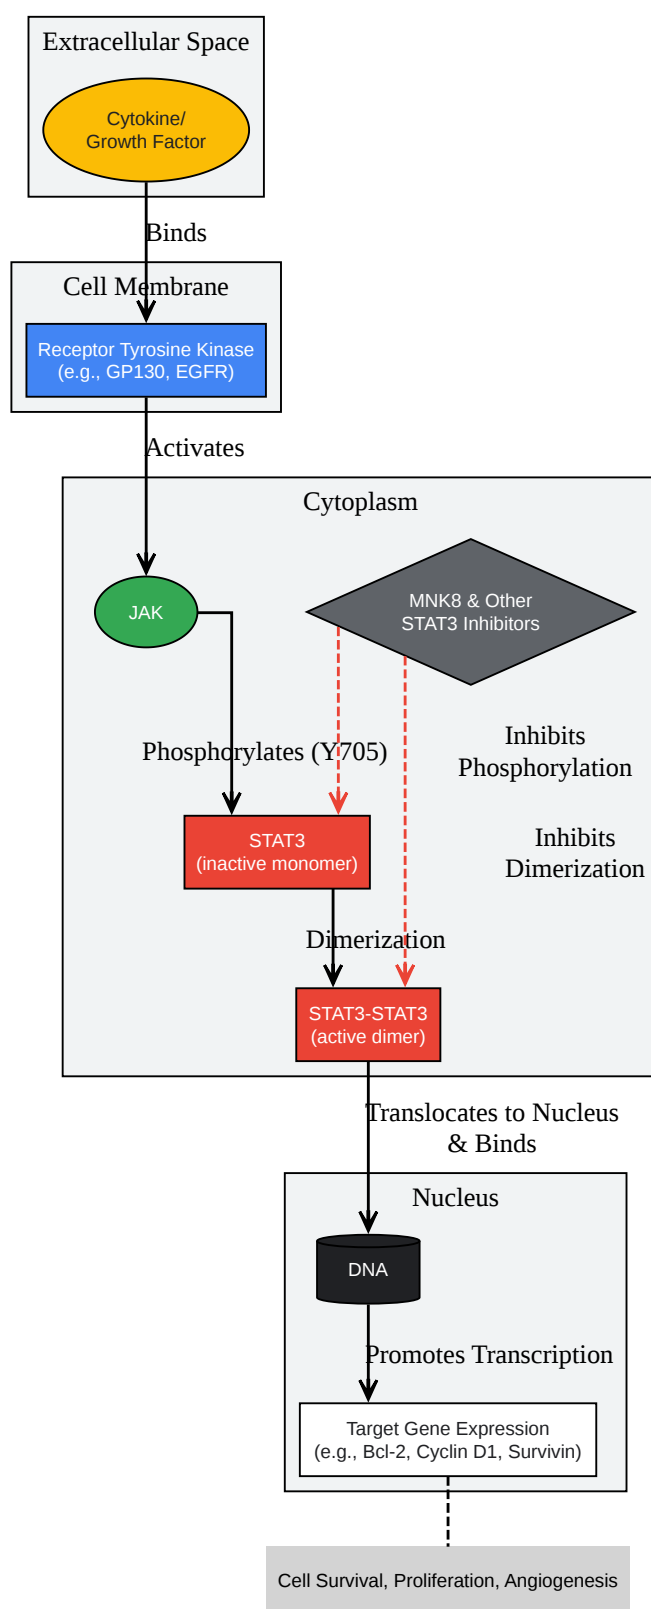 Extracellular Space
Cytokine/
Growth Factor
Binds
Cell Membrane
Receptor Tyrosine Kinase
(e.g., GP130, EGFR)
Activates
Cytoplasm
JAK
MNK8 & Other
STAT3 Inhibitors
Phosphorylates (Y705)
Inhibits
Phosphorylation
STAT3
(inactive monomer)
Inhibits
Dimerization
Dimerization
STAT3-STAT3
(active dimer)
Translocates to Nucleus
& Binds
Nucleus
DNA
Promotes Transcription
Target Gene Expression
(e.g., Bcl-2, Cyclin D1, Survivin)
Cell Survival, Proliferation, Angiogenesis